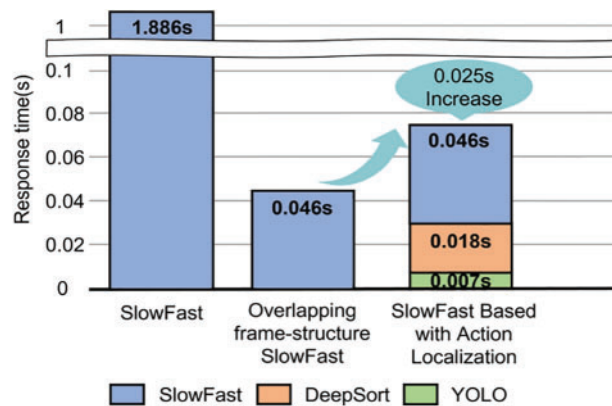 Response time(s)
1
0.1
0.08
0.06
0.04
0.02
0
1.886s
0.046s
0.025s
Increase
0.046s
0.018s
0.007s
SlowFast
Overlapping
frame-structure
SlowFast
SlowFast Based
with Action
Localization
SlowFast
DeepSort
YOLO